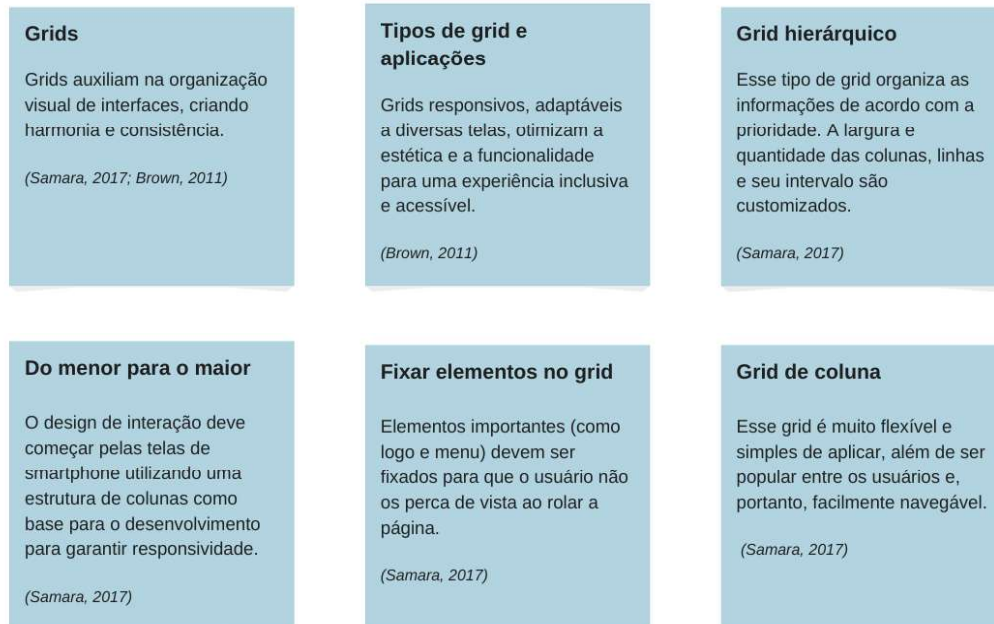 Grids
Grids auxiliam na organização
visual de interfaces, criando
harmonia e consistência.
(Samara, 2017; Brown, 2011)
Tipos de grid e
aplicações
Grids responsivos, adaptáveis
a diversas telas, otimizam a
estética e a funcionalidade
para uma experiência inclusiva
e acessível.
(Brown, 2011)
Grid hierárquico
Esse tipo de grid organiza as
informações de acordo com a
prioridade. A largura e
quantidade das colunas, linhas
e seu intervalo são
customizados.
(Samara, 2017)
Do menor para o maior
O design de interação deve
começar pelas telas de
smartphone utilizando uma
estrutura de colunas como
base para o desenvolvimento
para garantir responsividade.
(Samara, 2017)
Fixar elementos no grid
Elementos importantes (como
logo e menu) devem ser
fixados para que o usuário não
os perca de vista ao rolar a
página.
(Samara, 2017)
Grid de coluna
Esse grid é muito flexível e
simples de aplicar, além de ser
popular entre os usuários e,
portanto, facilmente navegável.
(Samara, 2017)